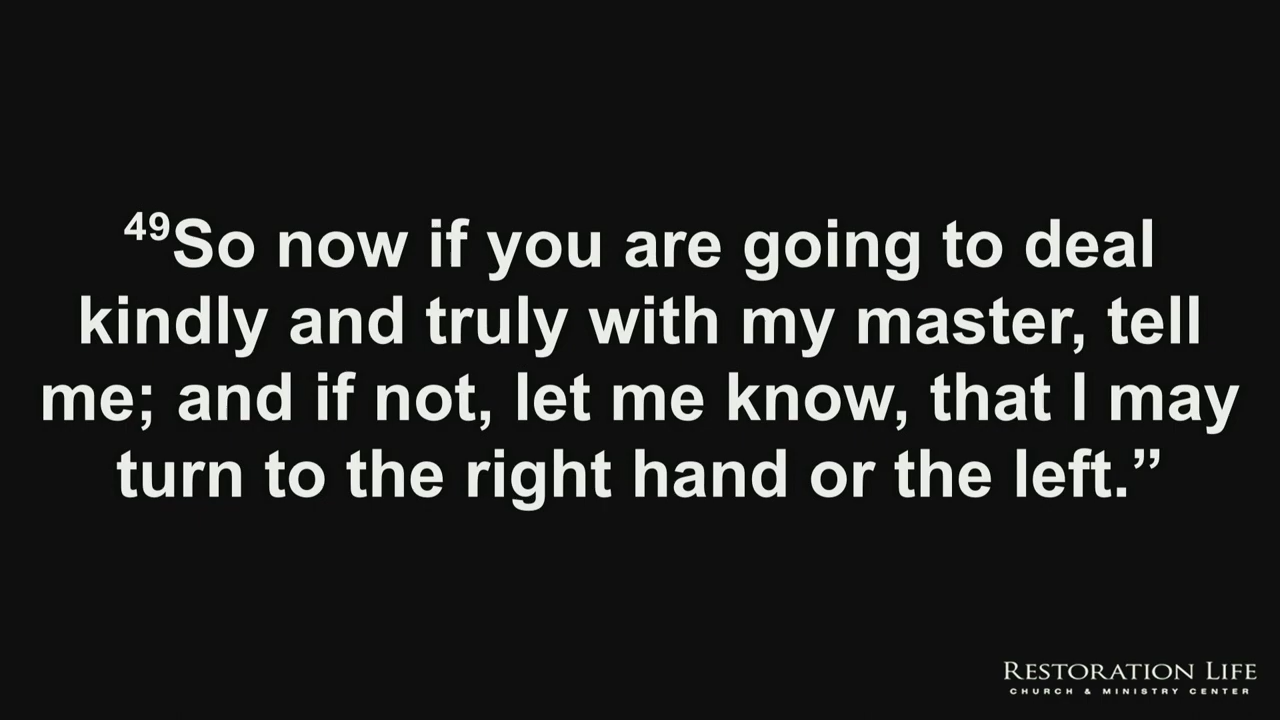 ⁴⁹So now if you are going to deal
kindly and truly with my master, tell
me; and if not, let me know, that I may
turn to the right hand or the left.”
RESTORATION LIFE
CHURCH & MINISTRY CENTER